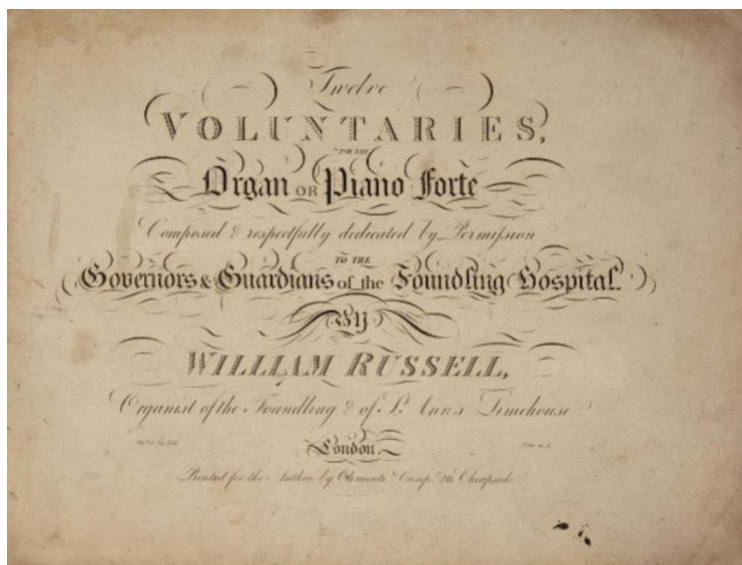 Twelve
VOLUNTARIES,
FOR THE
Organ OR Piano Forte
Composed & respectfully dedicated by Permiſsion
TO THE
Governors & Guardians of the Foundling Hospital.
By
WILLIAM RUSSELL,
Organist of the Foundling & of St. Ann's Limehouse
London.
Printed for the Author, by Clementi & Comp.y 26 Cheapside.